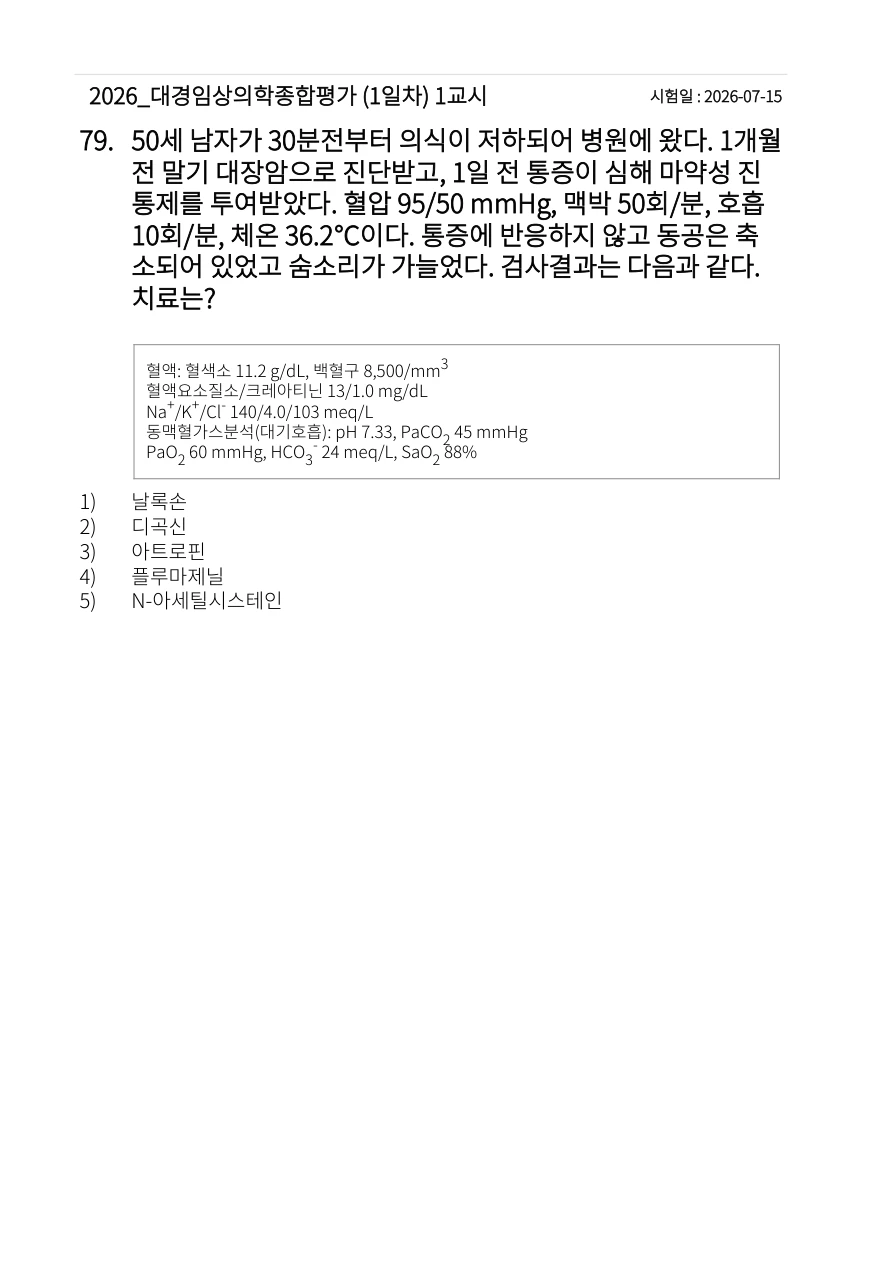 2026_대경임상의학종합평가 (1일차) 1교시 시험일 : 2026-07-15
79. 50세 남자가 30분전부터 의식이 저하되어 병원에 왔다. 1개월
전 말기 대장암으로 진단받고, 1일 전 통증이 심해 마약성 진
통제를 투여받았다. 혈압 95/50 mmHg, 맥박 50회/분, 호흡
10회/분, 체온 36.2℃이다. 통증에 반응하지 않고 동공은 축
소되어 있었고 숨소리가 가늘었다. 검사결과는 다음과 같다.
치료는?
혈액: 혈색소 11.2 g/dL, 백혈구 8,500/mm³
혈액요소질소/크레아티닌 13/1.0 mg/dL
Na⁺/K⁺/Cl⁻ 140/4.0/103 meq/L
동맥혈가스분석(대기호흡): pH 7.33, PaCO₂ 45 mmHg
PaO₂ 60 mmHg, HCO₃⁻ 24 meq/L, SaO₂ 88%
1) 날록손
2) 디곡신
3) 아트로핀
4) 플루마제닐
5) N-아세틸시스테인